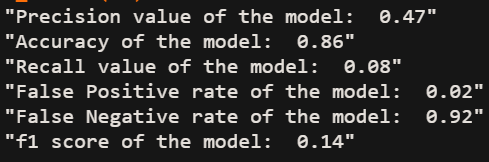 "Precision value of the model:  0.47"
"Accuracy of the model:  0.86"
"Recall value of the model:  0.08"
"False Positive rate of the model:  0.02"
"False Negative rate of the model:  0.92"
"f1 score of the model:  0.14"